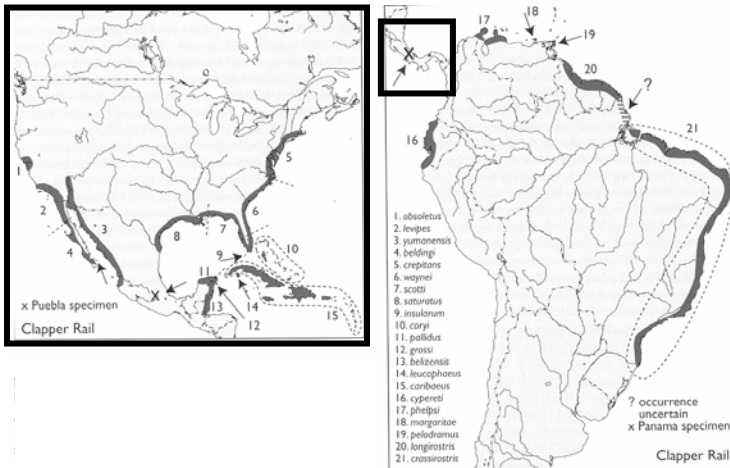 1
2
3
4
5
6
7
8
9
10
11
12
13
14
15
x Puebla specimen
Clapper Rail
x
16
17
18
19
20
?
21
1. obsoletus
2. levipes
3. yumanensis
4. beldingi
5. crepitans
6. waynei
7. scotti
8. saturatus
9. insularum
10. coryi
11. pallidus
12. grossi
13. belizensis
14. leucophaeus
15. caribaeus
16. cypereti
17. phelpsi
18. margaritae
19. pelodramus
20. longirostris
21. crassirostris
? occurrence
uncertain
x Panama specimen
Clapper Rail
x